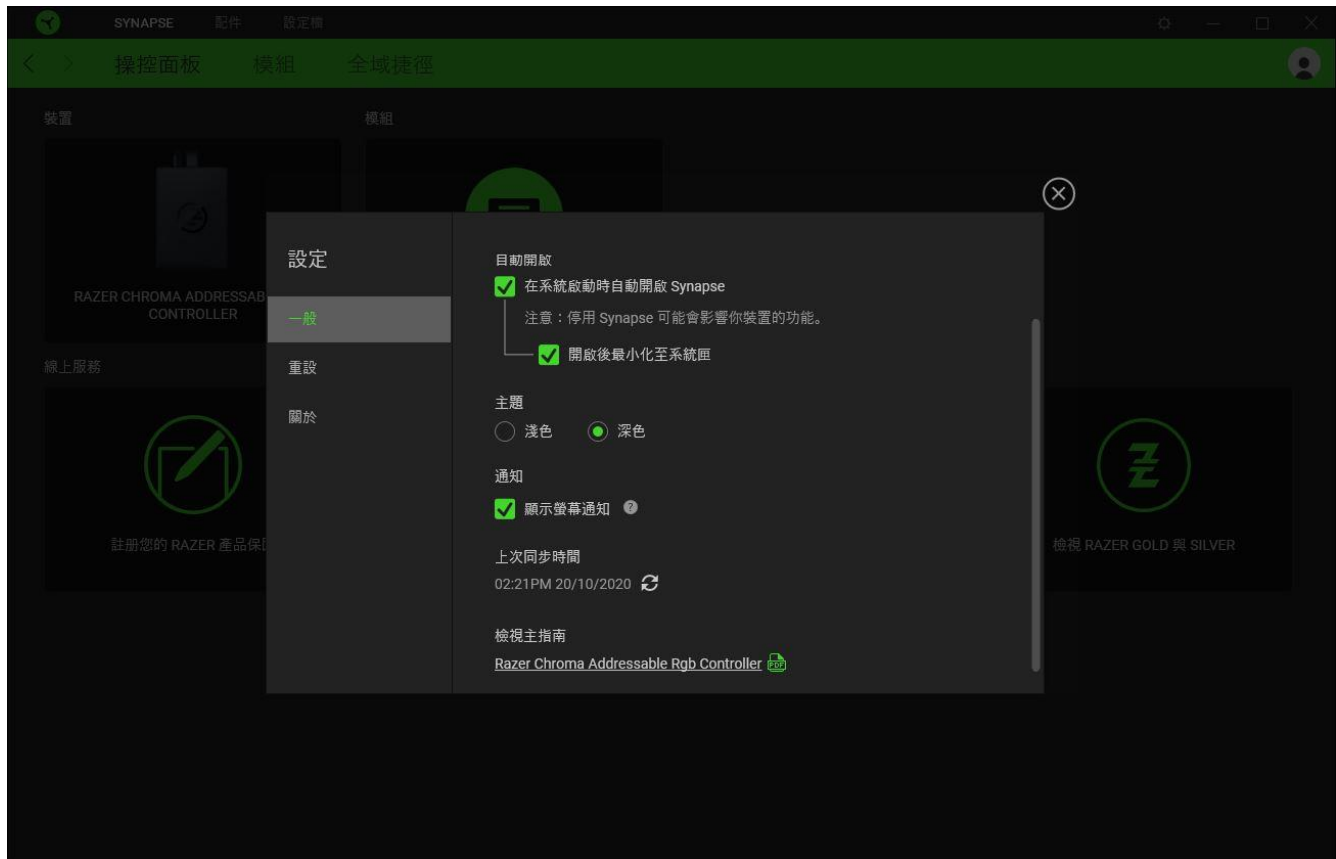 SYNAPSE 配件 設定檔
操控面板 模組 全域捷徑
裝置 模組
RAZER CHROMA ADDRESSAB
CONTROLLER
設定
一般
重設
關於
目動開啟
在系統啟動時自動開啟 Synapse
注意：停用 Synapse 可能會影響你裝置的功能。
開啟後最小化至系統匣
主題
淺色 深色
通知
顯示螢幕通知 ?
上次同步時間
02:21PM 20/10/2020
檢視主指南
Razer Chroma Addressable Rgb Controller PDF
線上服務
註册您的 RAZER 產品保固
檢視 RAZER GOLD 與 SILVER